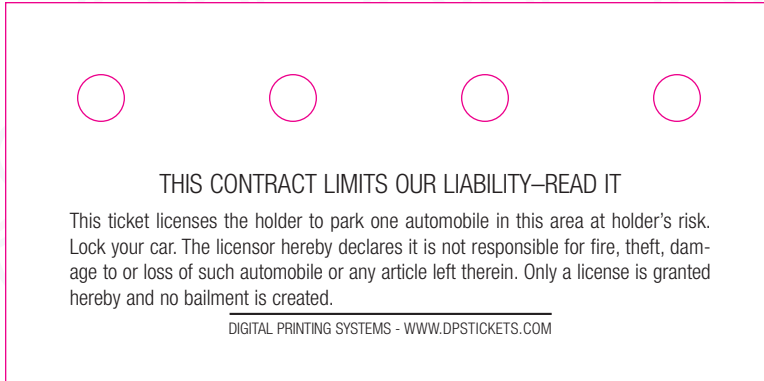 THIS CONTRACT LIMITS OUR LIABILITY–READ IT
This ticket licenses the holder to park one automobile in this area at holder’s risk.
Lock your car. The licensor hereby declares it is not responsible for fire, theft, dam-
age to or loss of such automobile or any article left therein. Only a license is granted
hereby and no bailment is created.
DIGITAL PRINTING SYSTEMS - WWW.DPSTICKETS.COM